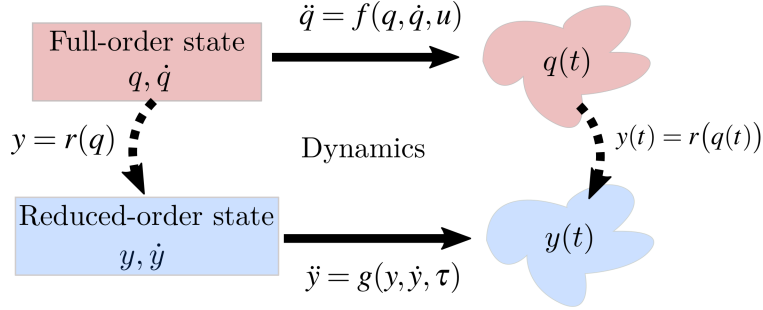 q̈ = f(q, q̇, u)
Full-order state
q, q̇
q(t)
y = r(q)
Dynamics
y(t) = r(q(t))
Reduced-order state
y, ẏ
y(t)
ÿ = g(y, ẏ, τ)